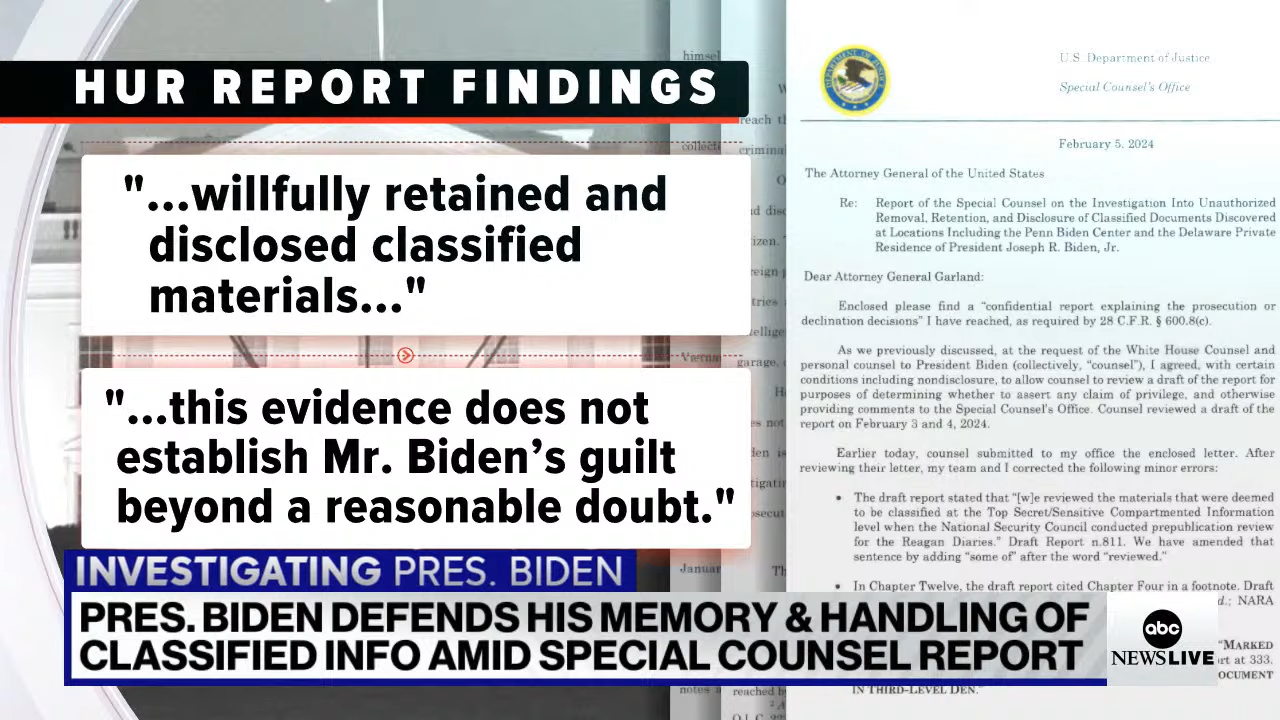 HUR REPORT FINDINGS
"...willfully retained and
disclosed classified
materials..."
"...this evidence does not
establish Mr. Biden’s guilt
beyond a reasonable doubt."
INVESTIGATING PRES. BIDEN
PRES. BIDEN DEFENDS HIS MEMORY & HANDLING OF
CLASSIFIED INFO AMID SPECIAL COUNSEL REPORT
abc
NEWSLIVE
U.S. Department of Justice
Special Counsel's Office
February 5, 2024
The Attorney General of the United States
Re: Report of the Special Counsel on the Investigation Into Unauthorized
Removal, Retention, and Disclosure of Classified Documents Discovered
at Locations Including the Penn Biden Center and the Delaware Private
Residence of President Joseph R. Biden, Jr.
Dear Attorney General Garland:
Enclosed please find a “confidential report explaining the prosecution or
declination decisions” I have reached, as required by 28 C.F.R. § 600.8(c).
As we previously discussed, at the request of the White House Counsel and
personal counsel to President Biden (collectively, “counsel”), I agreed, with certain
conditions including nondisclosure, to allow counsel to review a draft of the report for
purposes of determining whether to assert any claim of privilege, and otherwise
providing comments to the Special Counsel's Office. Counsel reviewed a draft of the
report on February 3 and 4, 2024.
Earlier today, counsel submitted to my office the enclosed letter. After
reviewing their letter, my team and I corrected the following minor errors:
• The draft report stated that “[w]e reviewed the materials that were deemed
to be classified at the Top Secret/Sensitive Compartmented Information
level when the National Security Council conducted prepublication review
for the Reagan Diaries.” Draft Report n.811. We have amended that
sentence by adding “some of” after the word “reviewed.”
• In Chapter Twelve, the draft report cited Chapter Four in a footnote. Draft
NARA
“MARKED
at 333.
IN THIRD-LEVEL DEN.”